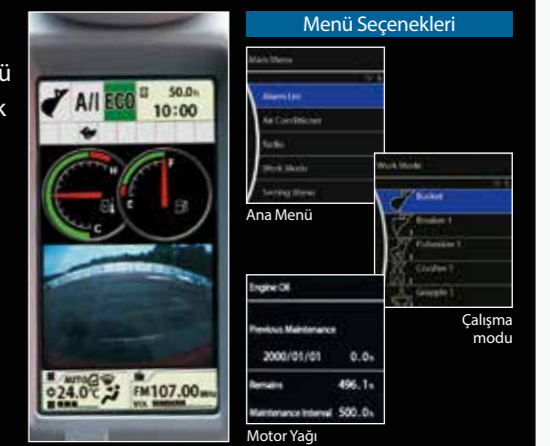 Menü Seçenekleri
ü
k
A/I ECO 50.0h
10:00
H
C
F
E
AUTO
24.0°C
FM107.00MHz
VOL
Main Menu
Alarm List
Air Conditioner
Radio
Work Mode
Setting Menu
Ana Menü
Work Mode
Bucket
Breaker 1
Pulverizer 1
Crusher 1
Grapple 1
Çalışma
modu
Engine Oil
Previous Maintenance
2000/01/01 0.0h
Remains 496.1h
Maintenance Interval 500.0h
Motor Yağı